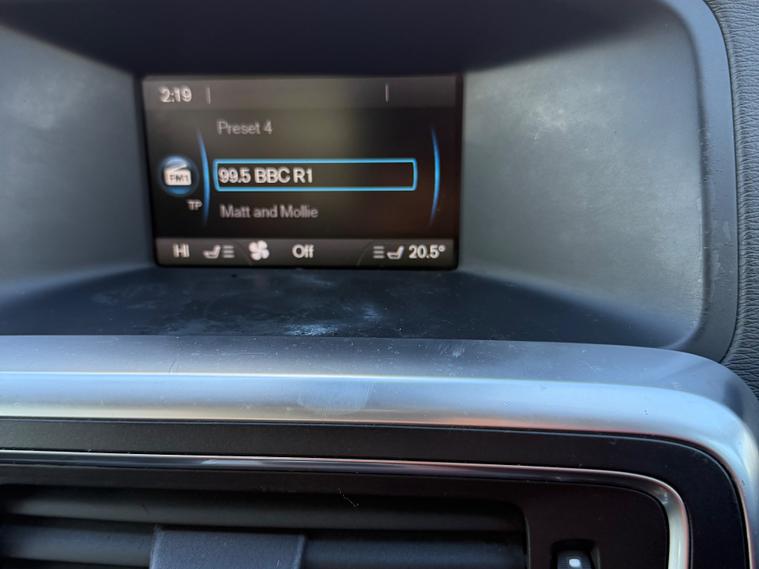 2:19
Preset 4
FM1
99.5 BBC R1
TP
Matt and Mollie
HI Off 20.5°